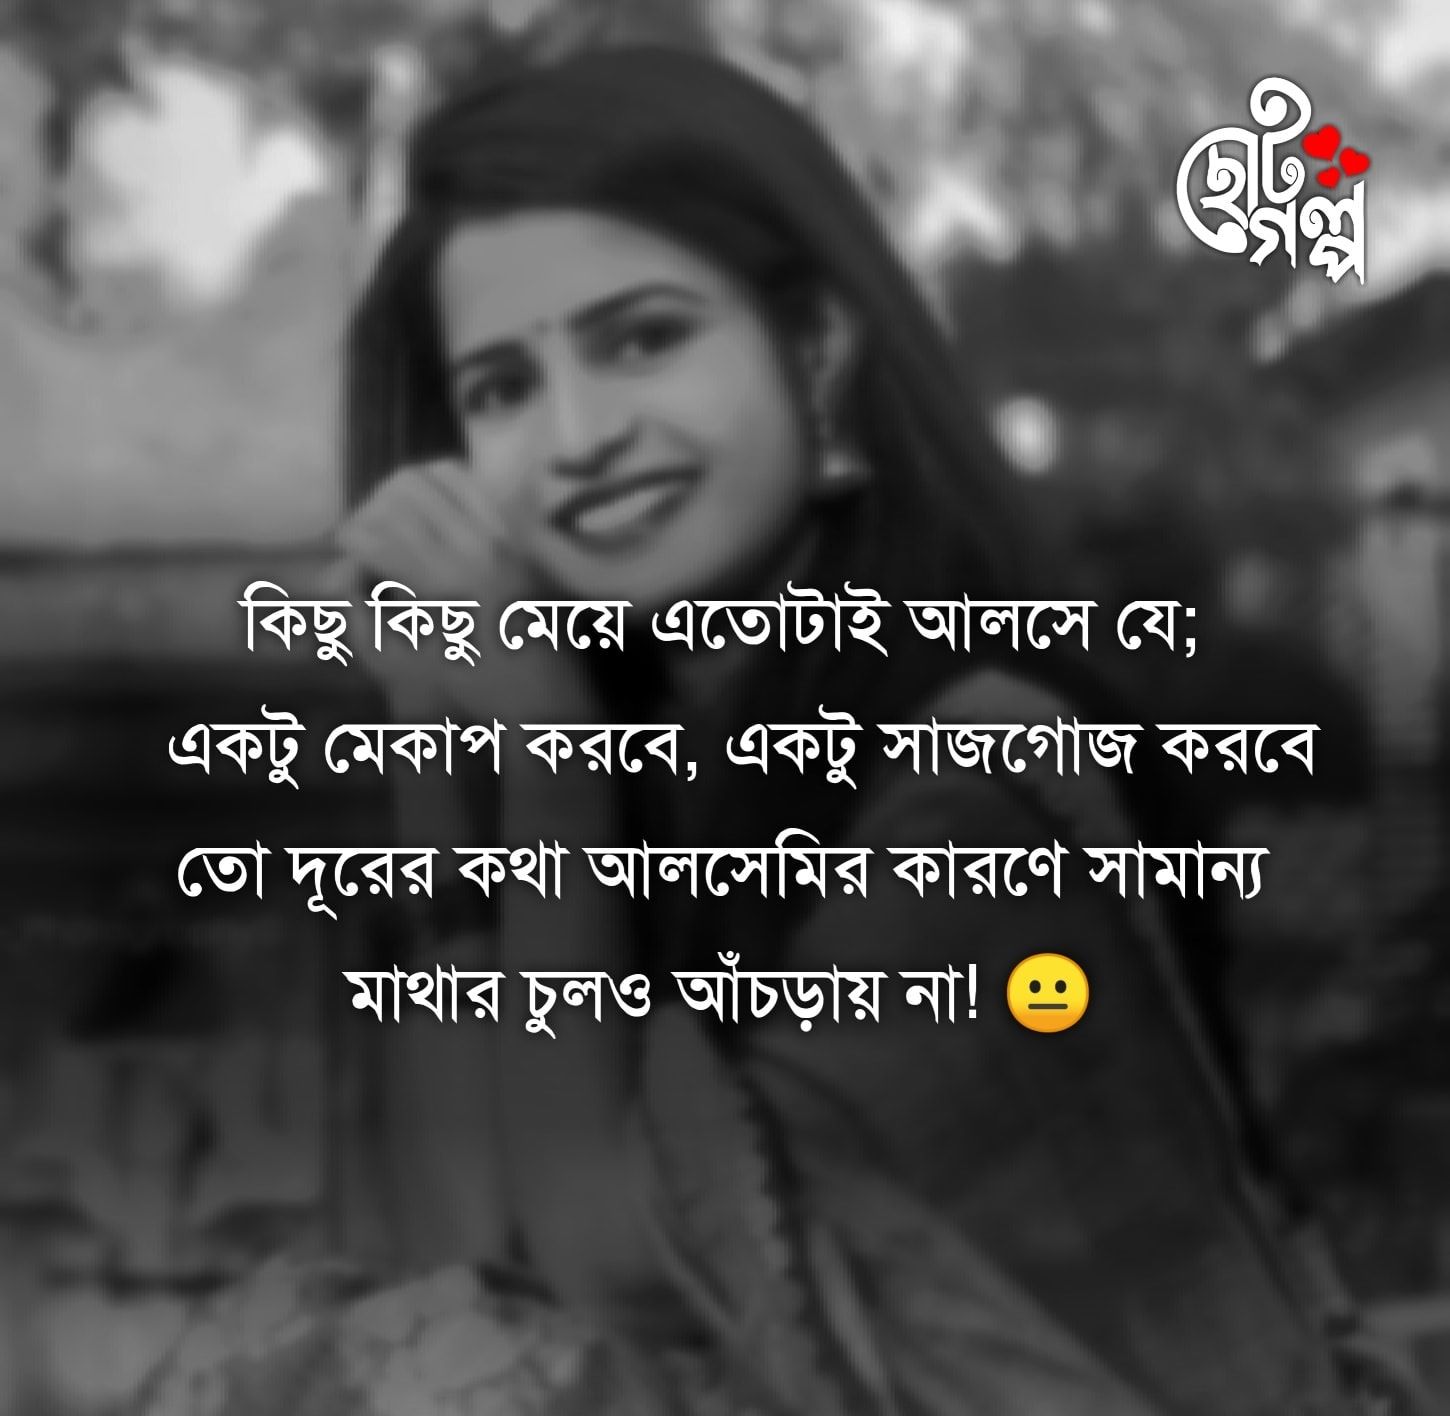 ছোট
গল্প
কিছু কিছু মেয়ে এতোটাই আলসে যে;
একটু মেকাপ করবে, একটু সাজগোজ করবে
তো দূরের কথা আলসেমির কারণে সামান্য
মাথার চুলও আঁচড়ায় না! 😐